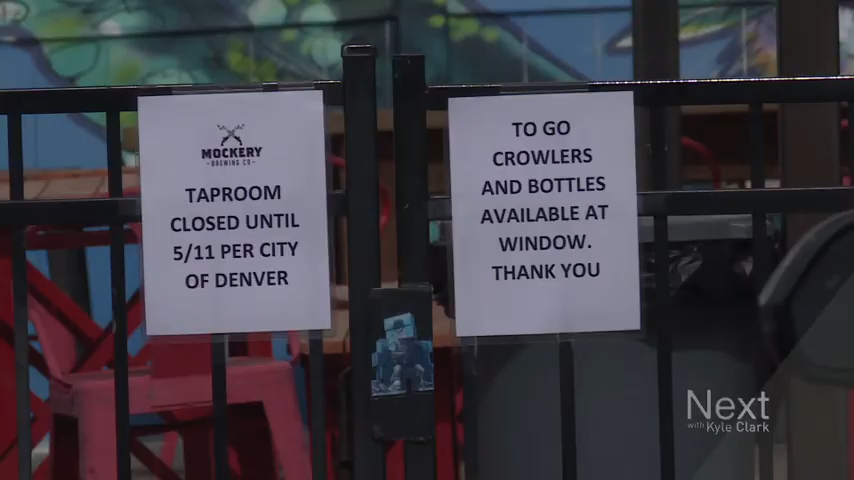 MOCKERY
BREWING CO
TAPROOM
CLOSED UNTIL
5/11 PER CITY
OF DENVER
TO GO
CROWLERS
AND BOTTLES
AVAILABLE AT
WINDOW.
THANK YOU
Next
with Kyle Clark